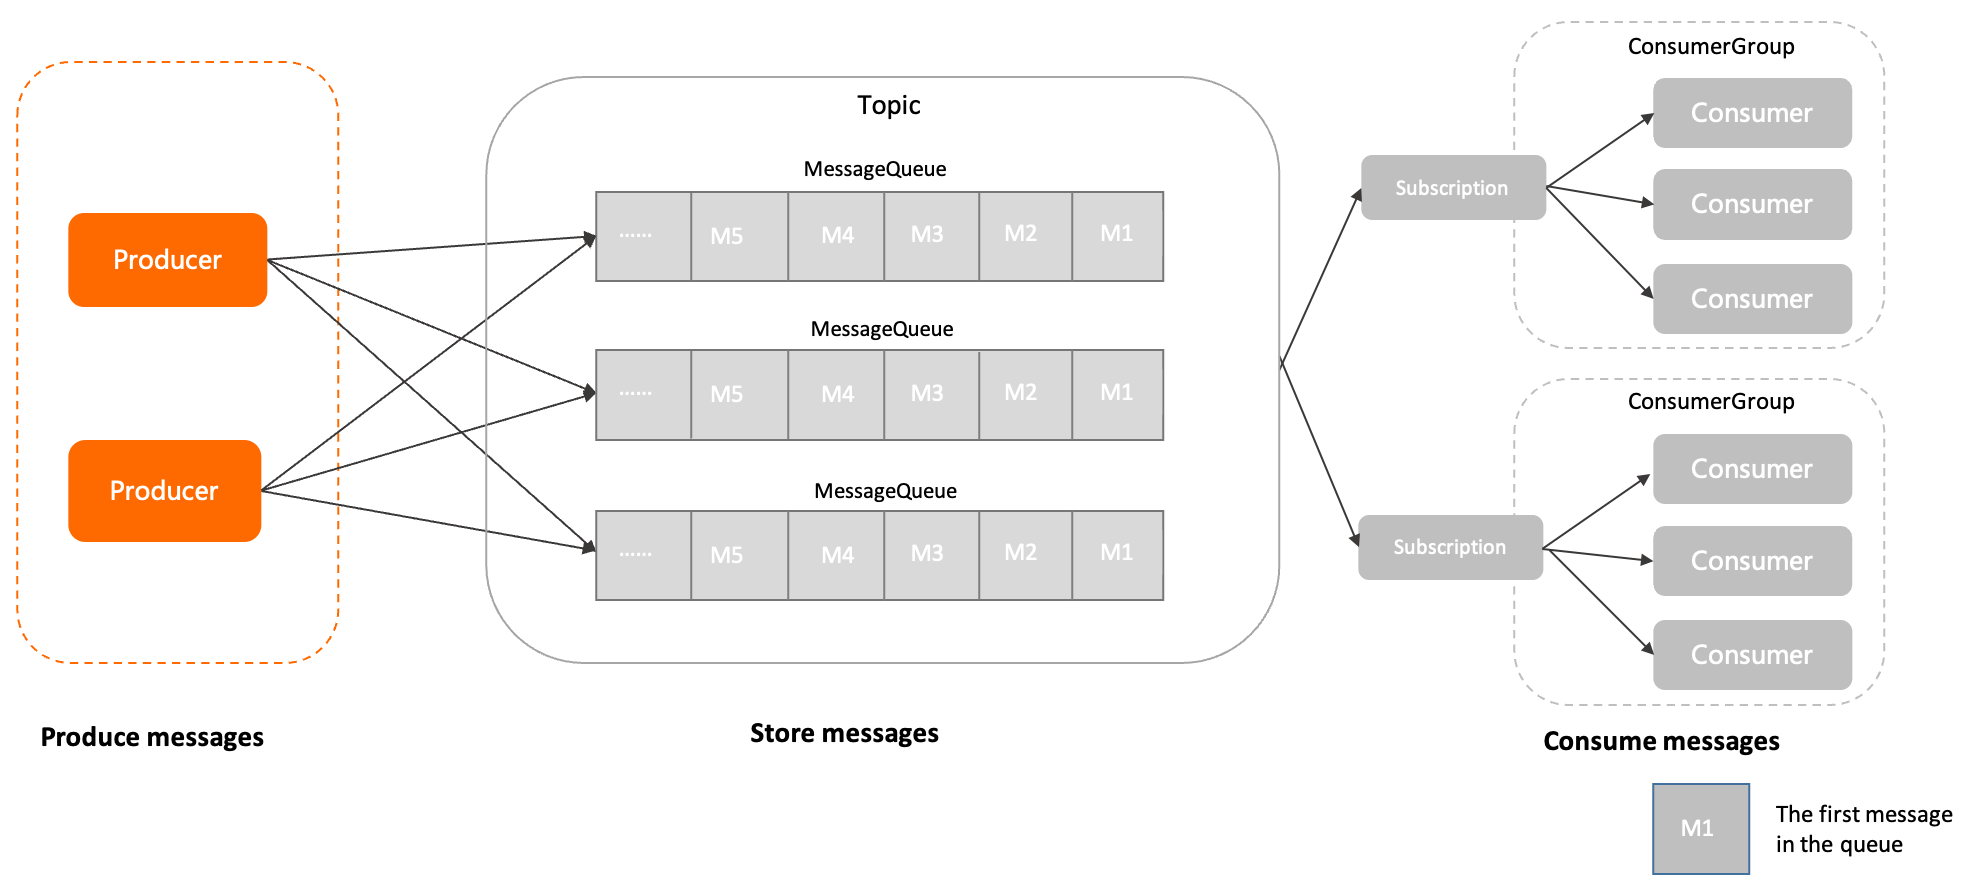 Producer
Producer
Produce messages
Topic
MessageQueue
...... M5 M4 M3 M2 M1
MessageQueue
...... M5 M4 M3 M2 M1
MessageQueue
...... M5 M4 M3 M2 M1
Store messages
Subscription
ConsumerGroup
Consumer
Consumer
Consumer
Subscription
ConsumerGroup
Consumer
Consumer
Consumer
Consume messages
M1
The first message
in the queue